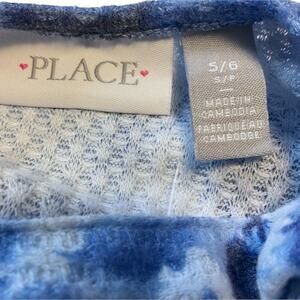 PLACE
5/6
S/P
MADE IN
CAMBODIA
FABRIQUÉ AU
CAMBODGE